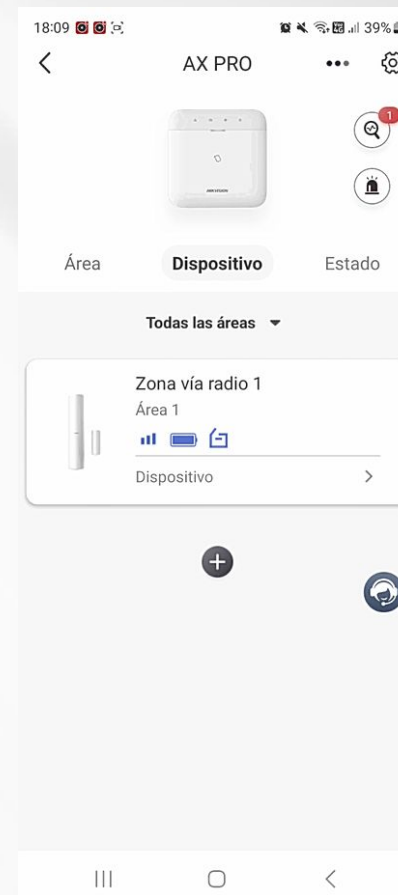 18:09
39%
AX PRO
1
Área
Dispositivo
Estado
Todas las áreas
Zona vía radio 1
Área 1
Dispositivo